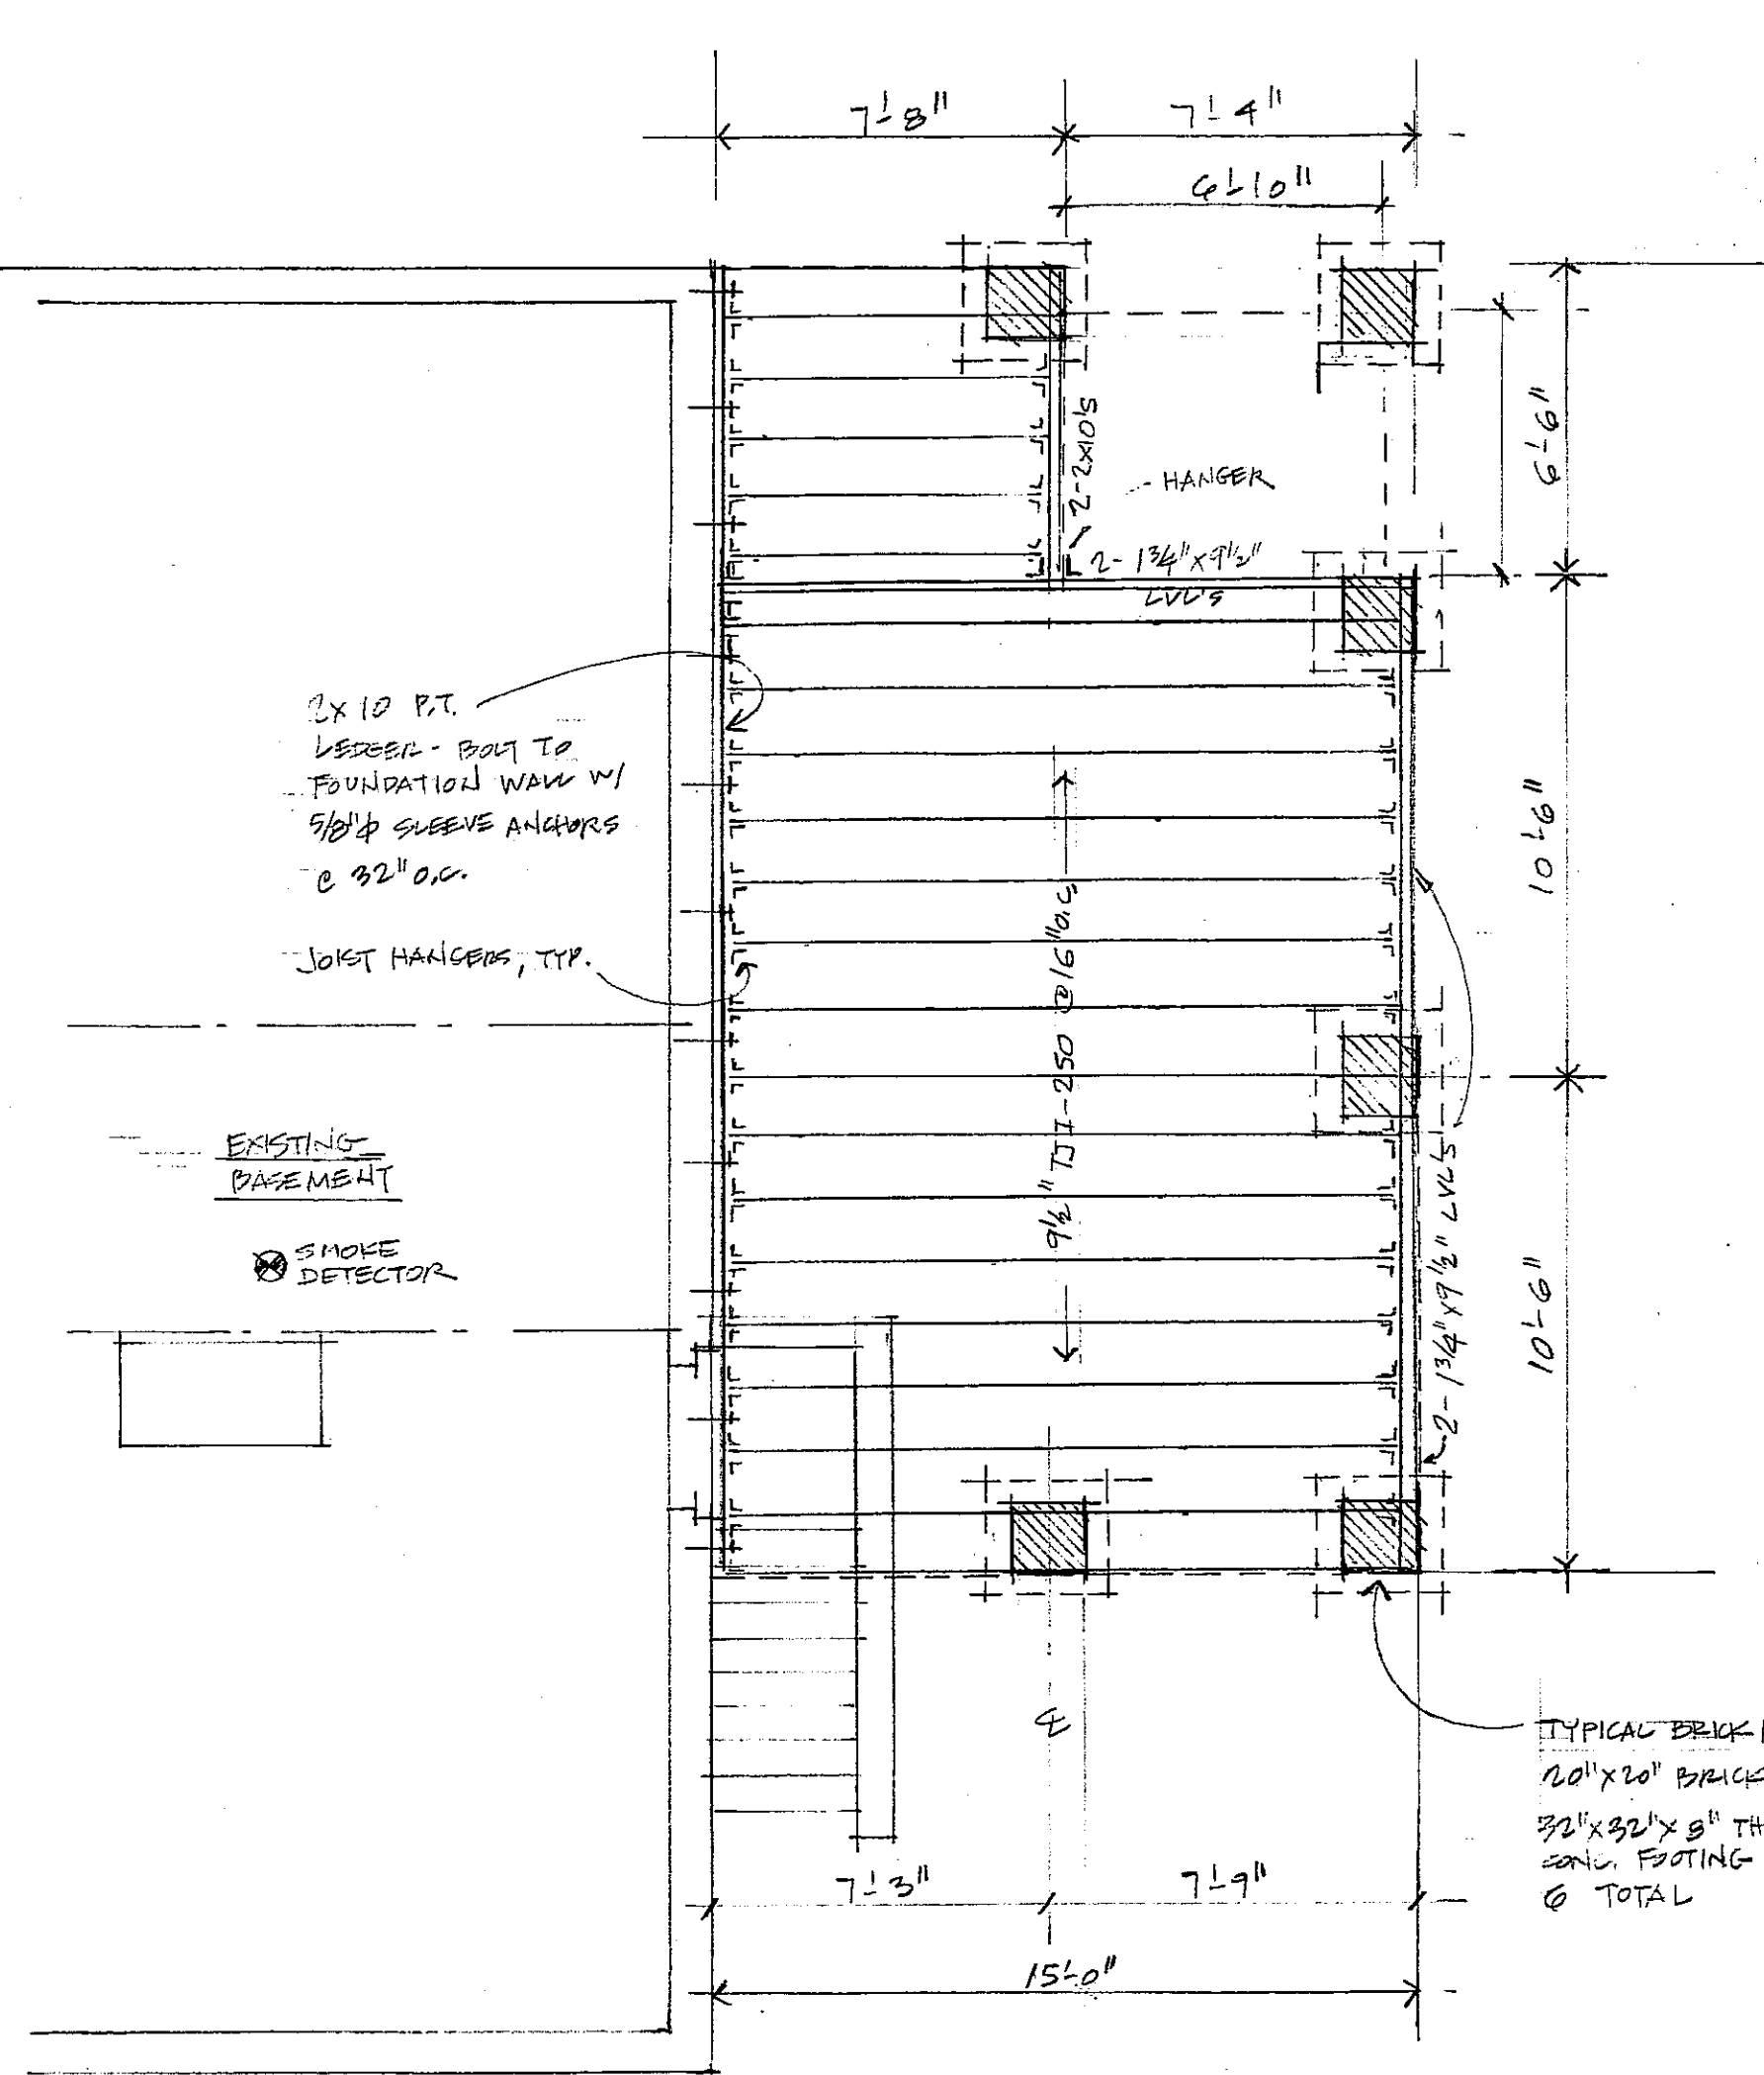 7'-8"
7'-4"
6'-10"
6'-6"
2-2x10's
HANGER
2- 1¾"x9½"
LVL's
2x10 P.T.
LEDGER - BOLT TO
FOUNDATION WALL W/
5/8"⌀ SLEEVE ANCHORS
@ 32" O.C.
JOIST HANGERS, TYP.
10'-6"
9½" TJI-250 @16"O.C.
EXISTING
BASEMENT
SMOKE
DETECTOR
2- 1¾"x9½" LVL's
10'-6"
℄
TYPICAL BRICK
20"x20" BRICK
32"x32"x8" TH
CONC. FOOTING
6 TOTAL
7'-3"
7'-9"
15'-0"